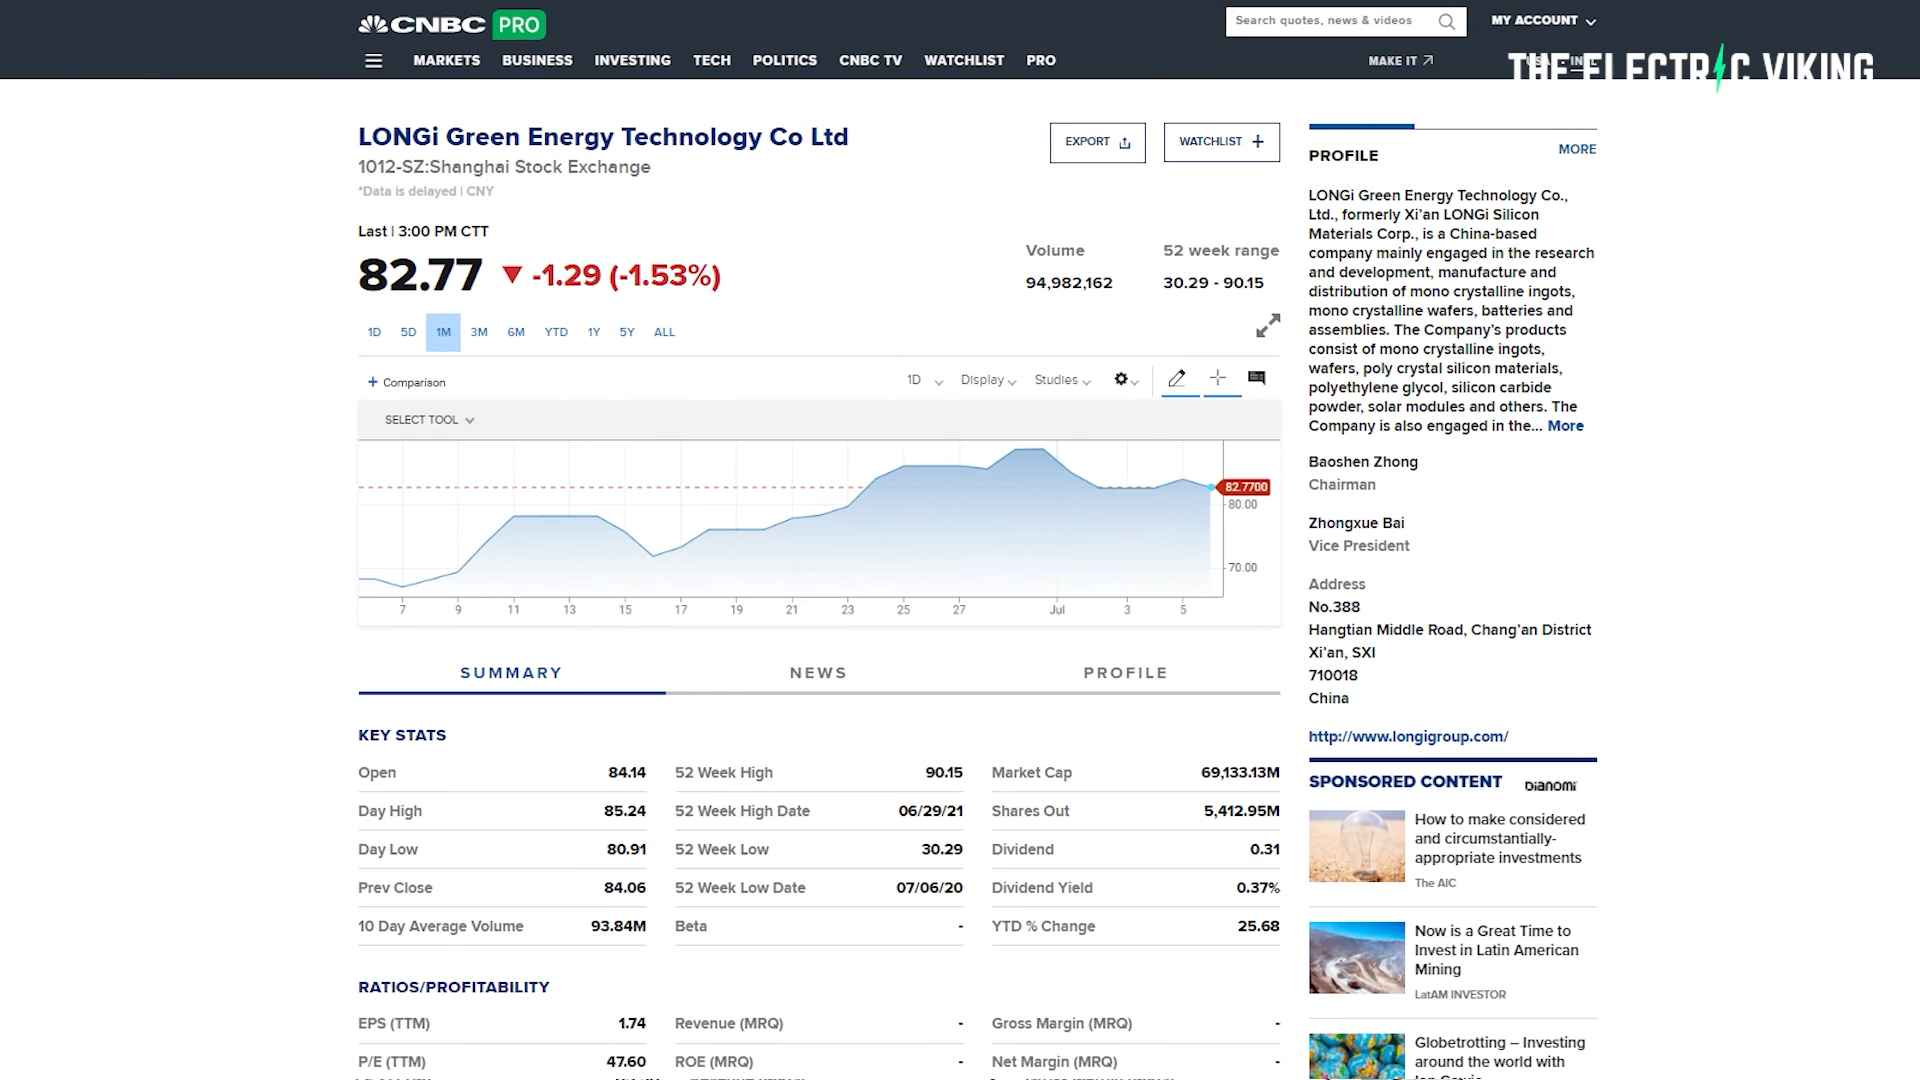 CNBC PRO
Search quotes, news & videos
MY ACCOUNT
MARKETS BUSINESS INVESTING TECH POLITICS CNBC TV WATCHLIST PRO
MAKE IT
THE ELECTRIC VIKING
LONGi Green Energy Technology Co Ltd
1012-SZ:Shanghai Stock Exchange
*Data is delayed | CNY
EXPORT
WATCHLIST +
Last | 3:00 PM CTT
82.77 ▼ -1.29 (-1.53%)
Volume
94,982,162
52 week range
30.29 - 90.15
1D 5D 1M 3M 6M YTD 1Y 5Y ALL
+ Comparison
1D Display Studies
SELECT TOOL
82.7700
80.00
70.00
7 9 11 13 15 17 19 21 23 25 27 Jul 3 5
SUMMARY NEWS PROFILE
KEY STATS
Open 84.14
Day High 85.24
Day Low 80.91
Prev Close 84.06
10 Day Average Volume 93.84M
52 Week High 90.15
52 Week High Date 06/29/21
52 Week Low 30.29
52 Week Low Date 07/06/20
Beta -
Market Cap 69,133.13M
Shares Out 5,412.95M
Dividend 0.31
Dividend Yield 0.37%
YTD % Change 25.68
RATIOS/PROFITABILITY
EPS (TTM) 1.74
P/E (TTM) 47.60
Revenue (MRQ) -
ROE (MRQ) -
Gross Margin (MRQ) -
Net Margin (MRQ) -
PROFILE
MORE
LONGi Green Energy Technology Co.,
Ltd., formerly Xi'an LONGi Silicon
Materials Corp., is a China-based
company mainly engaged in the research
and development, manufacture and
distribution of mono crystalline ingots,
mono crystalline wafers, batteries and
assemblies. The Company's products
consist of mono crystalline ingots,
wafers, poly crystal silicon materials,
polyethylene glycol, silicon carbide
powder, solar modules and others. The
Company is also engaged in the... More
Baoshen Zhong
Chairman
Zhongxue Bai
Vice President
Address
No.388
Hangtian Middle Road, Chang'an District
Xi'an, SXI
710018
China
http://www.longigroup.com/
SPONSORED CONTENT
DIANOMI
How to make considered
and circumstantially-
appropriate investments
The AIC
Now is a Great Time to
Invest in Latin American
Mining
LatAM INVESTOR
Globetrotting – Investing
around the world with